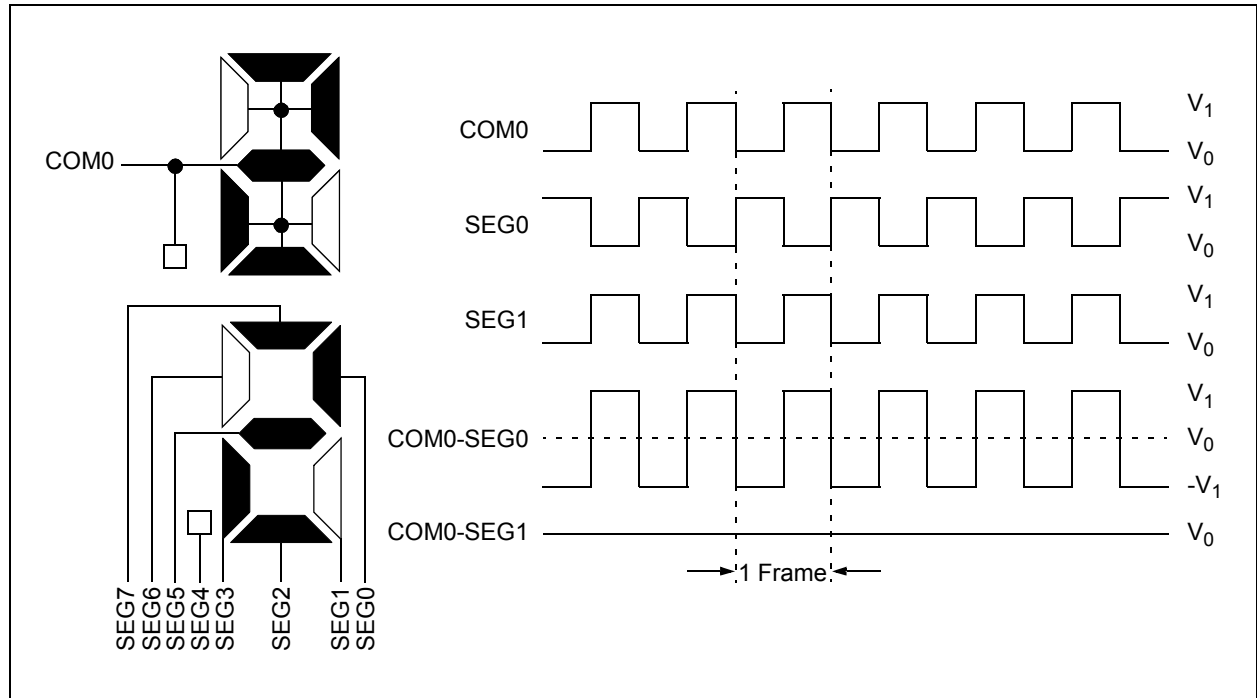 COM0
COM0
V1
V0
SEG0
V1
V0
SEG1
V1
V0
COM0-SEG0
V1
V0
-V1
COM0-SEG1
V0
1 Frame
SEG7
SEG6
SEG5
SEG4
SEG3
SEG2
SEG1
SEG0